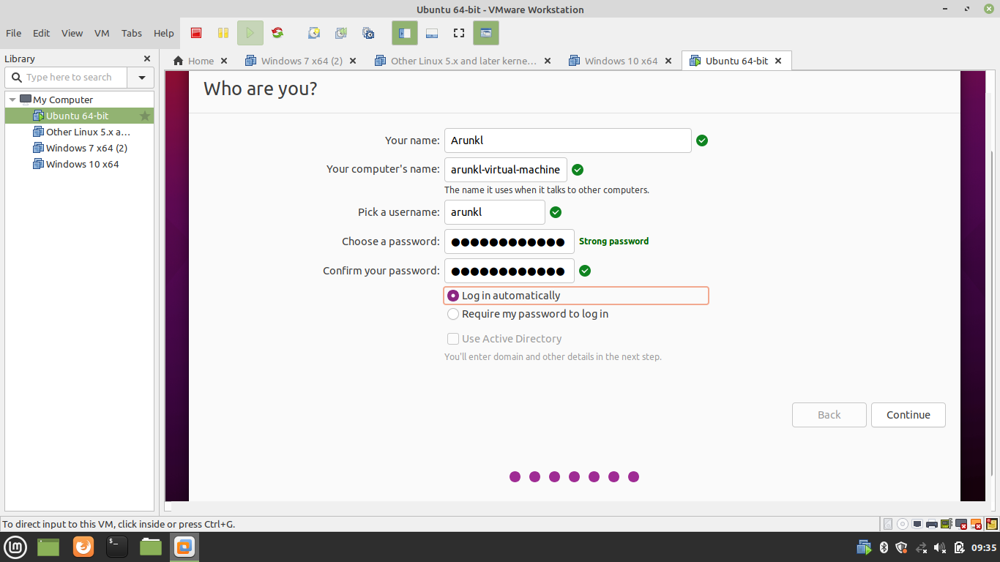 Ubuntu 64-bit - VMware Workstation
File Edit View VM Tabs Help
Library
Home
Windows 7 x64 (2)
Other Linux 5.x and later kerne...
Windows 10 x64
Ubuntu 64-bit
Type here to search
My Computer
Ubuntu 64-bit
Other Linux 5.x a...
Windows 7 x64 (2)
Windows 10 x64
Who are you?
Your name: Arunkl
Your computer's name: arunkl-virtual-machine
The name it uses when it talks to other computers.
Pick a username: arunkl
Choose a password: ●●●●●●●●●●●● Strong password
Confirm your password: ●●●●●●●●●●●●
Log in automatically
Require my password to log in
Use Active Directory
You'll enter domain and other details in the next step.
Back Continue
To direct input to this VM, click inside or press Ctrl+G.
09:35